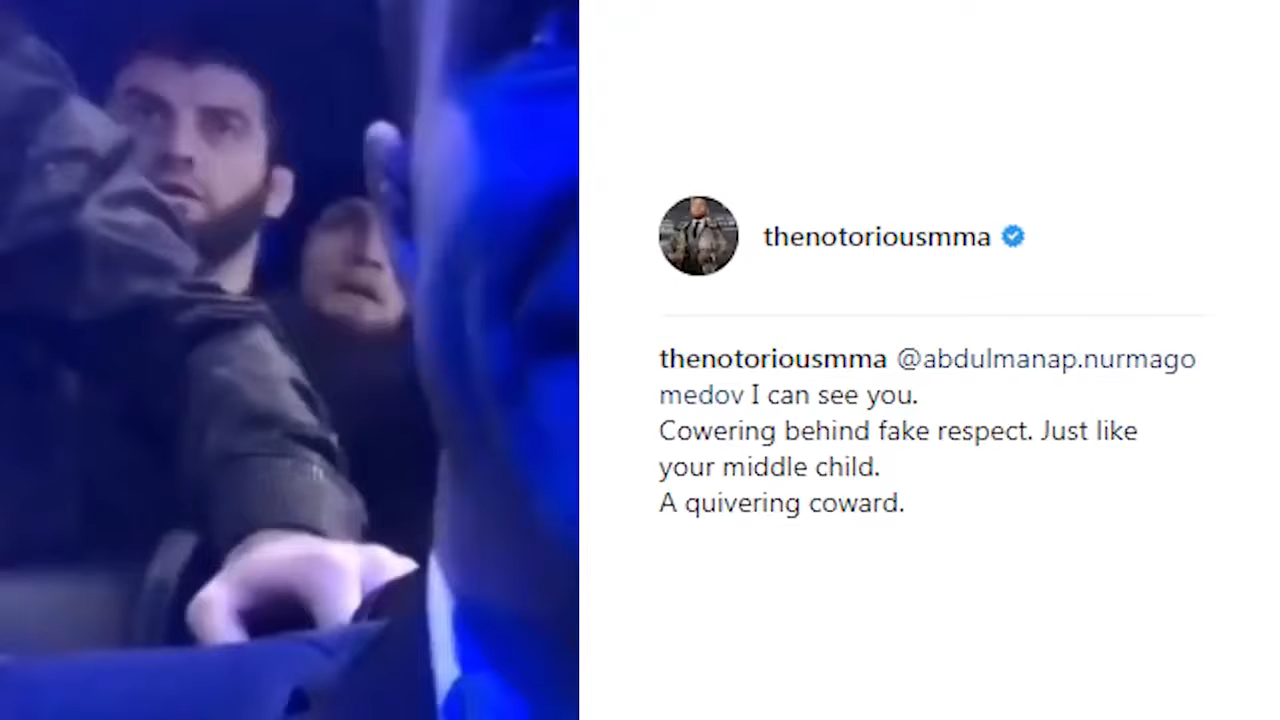 thenotoriousmma
thenotoriousmma @abdulmanap.nurmago
medov I can see you.
Cowering behind fake respect. Just like
your middle child.
A quivering coward.